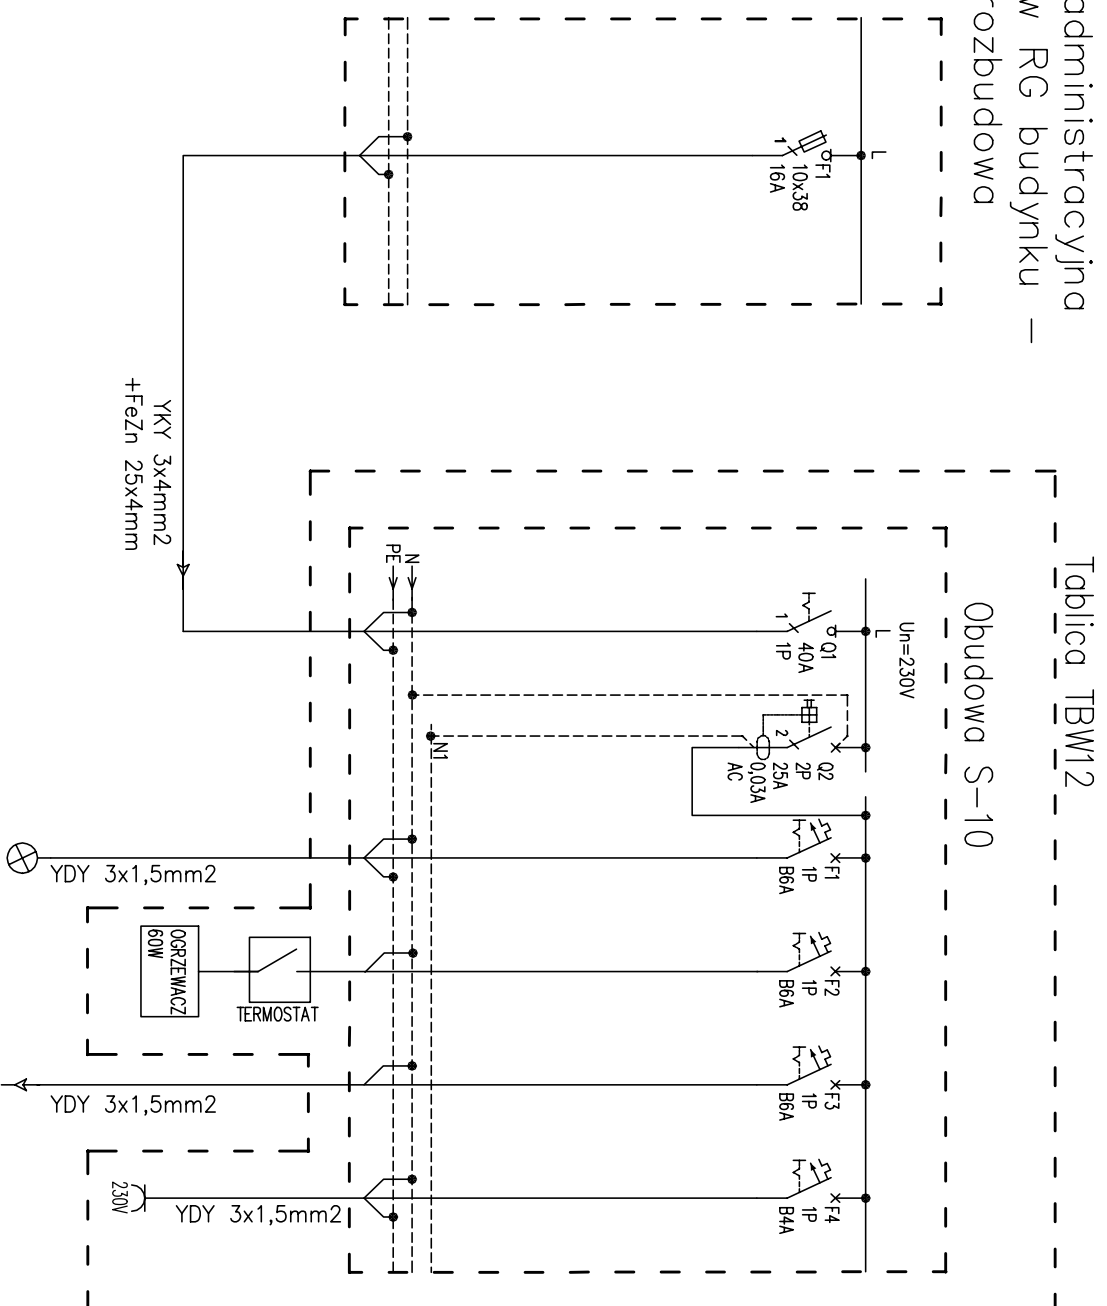 administracyjna
w RG budynku –
rozbudowa
L
F1
10x38
16A
1
YKY 3x4mm2
+FeZn 25x4mm
Tablica TBW12
Obudowa S-10
Un=230V
L
Q1
40A
1P
1
N
PE
Q2
2P
25A
0,03A
AC
2
N1
F1
1P
B6A
YDY 3x1,5mm2
F2
1P
B6A
TERMOSTAT
OGRZEWACZ
60W
F3
1P
B6A
YDY 3x1,5mm2
F4
1P
B4A
YDY 3x1,5mm2
230V